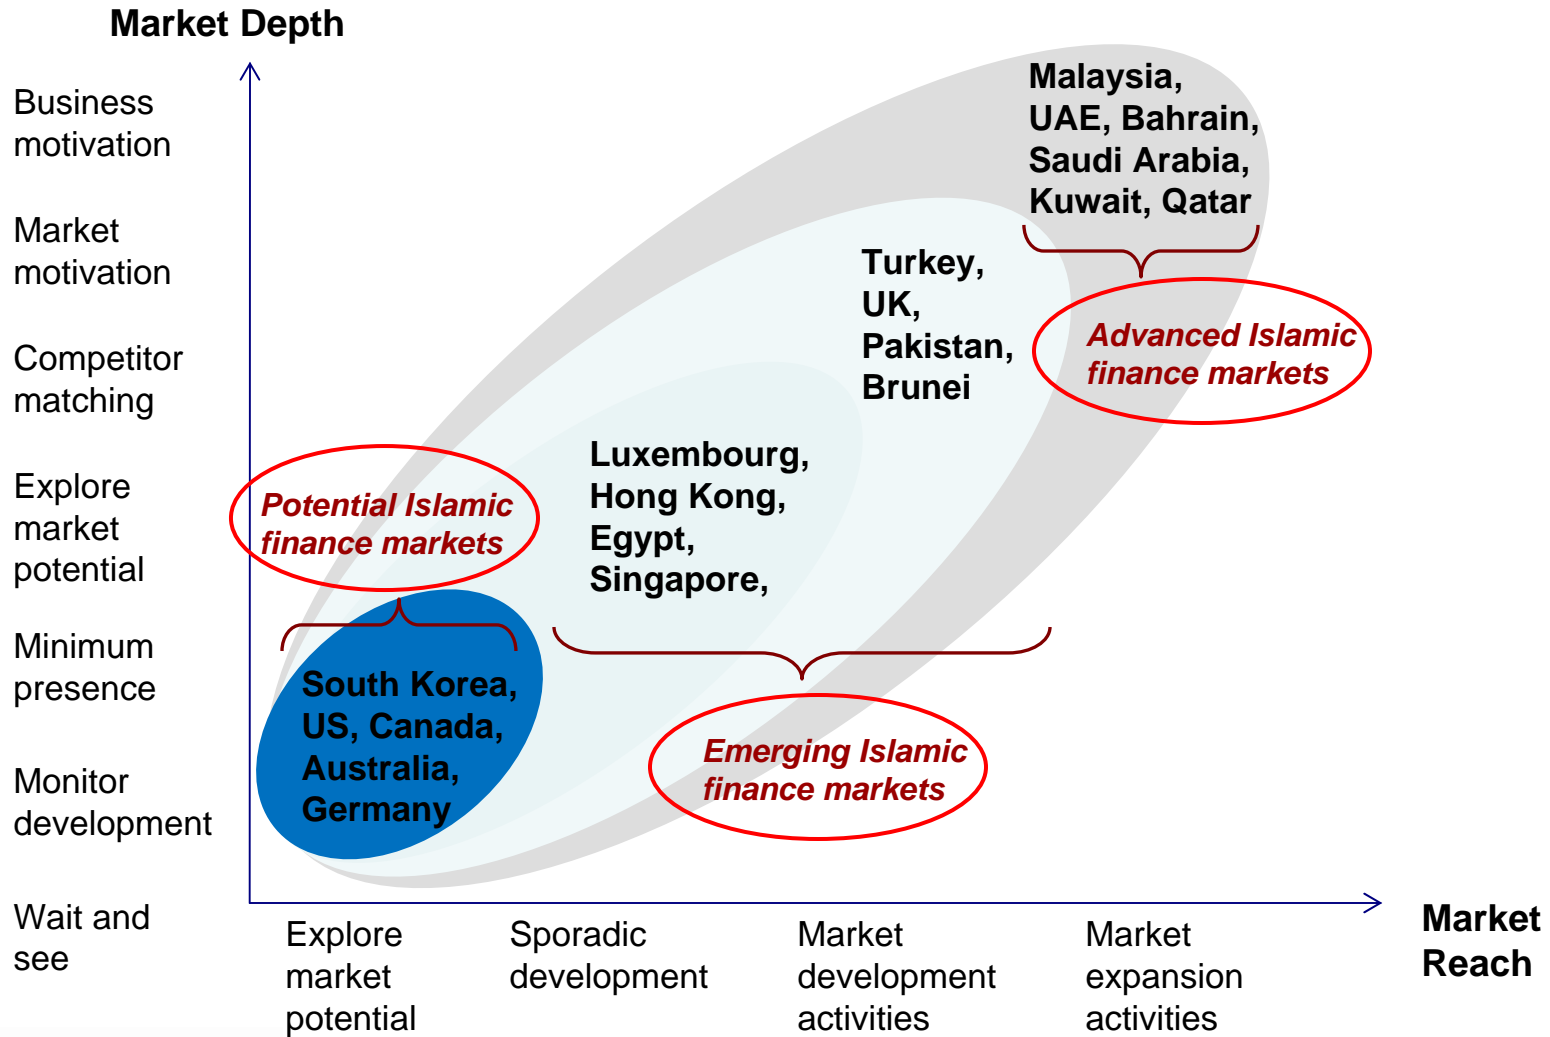 Market Depth
Business
motivation
Market
motivation
Competitor
matching
Explore
market
potential
Minimum
presence
Monitor
development
Wait and
see
Malaysia,
UAE, Bahrain,
Saudi Arabia,
Kuwait, Qatar
Advanced Islamic
finance markets
Turkey,
UK,
Pakistan,
Brunei
Luxembourg,
Hong Kong,
Egypt,
Singapore,
Potential Islamic
finance markets
South Korea,
US, Canada,
Australia,
Germany
Emerging Islamic
finance markets
Explore
market
potential
Sporadic
development
Market
development
activities
Market
expansion
activities
Market
Reach